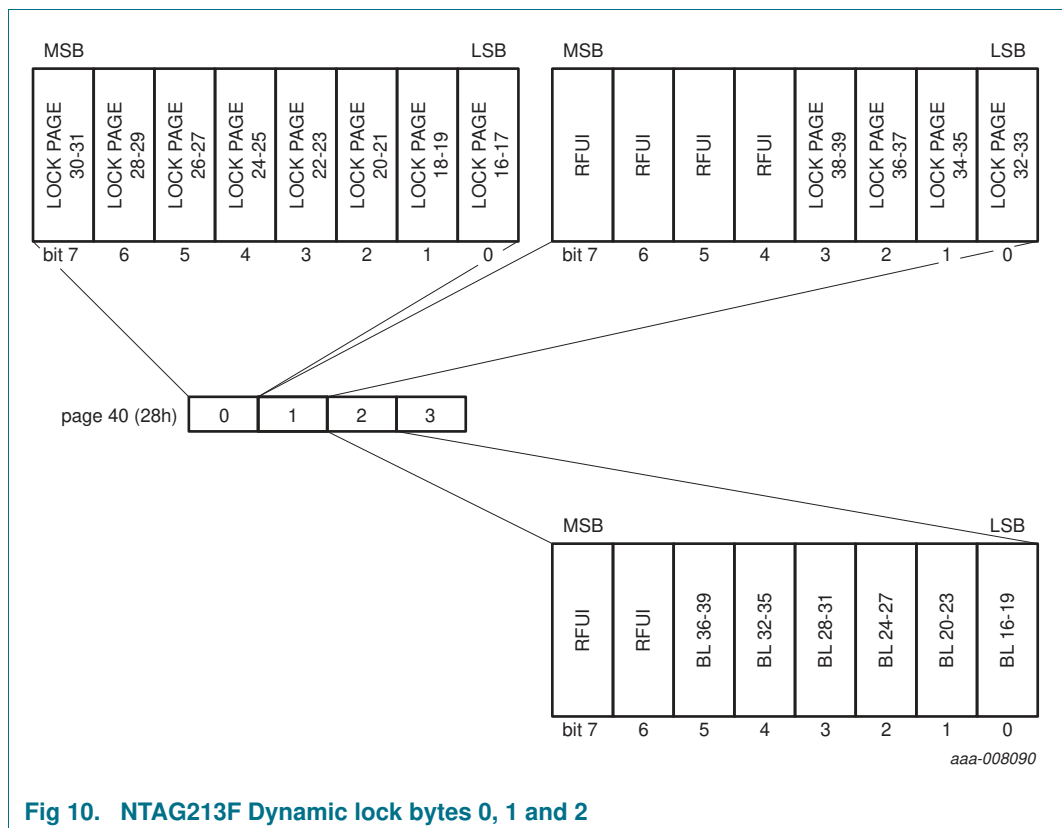 MSB LSB
LOCK PAGE 30-31
LOCK PAGE 28-29
LOCK PAGE 26-27
LOCK PAGE 24-25
LOCK PAGE 22-23
LOCK PAGE 20-21
LOCK PAGE 18-19
LOCK PAGE 16-17
bit 7 6 5 4 3 2 1 0
MSB LSB
RFUI
RFUI
RFUI
RFUI
LOCK PAGE 38-39
LOCK PAGE 36-37
LOCK PAGE 34-35
LOCK PAGE 32-33
bit 7 6 5 4 3 2 1 0
page 40 (28h) 0 1 2 3
MSB LSB
RFUI
RFUI
BL 36-39
BL 32-35
BL 28-31
BL 24-27
BL 20-23
BL 16-19
bit 7 6 5 4 3 2 1 0
aaa-008090
Fig 10. NTAG213F Dynamic lock bytes 0, 1 and 2